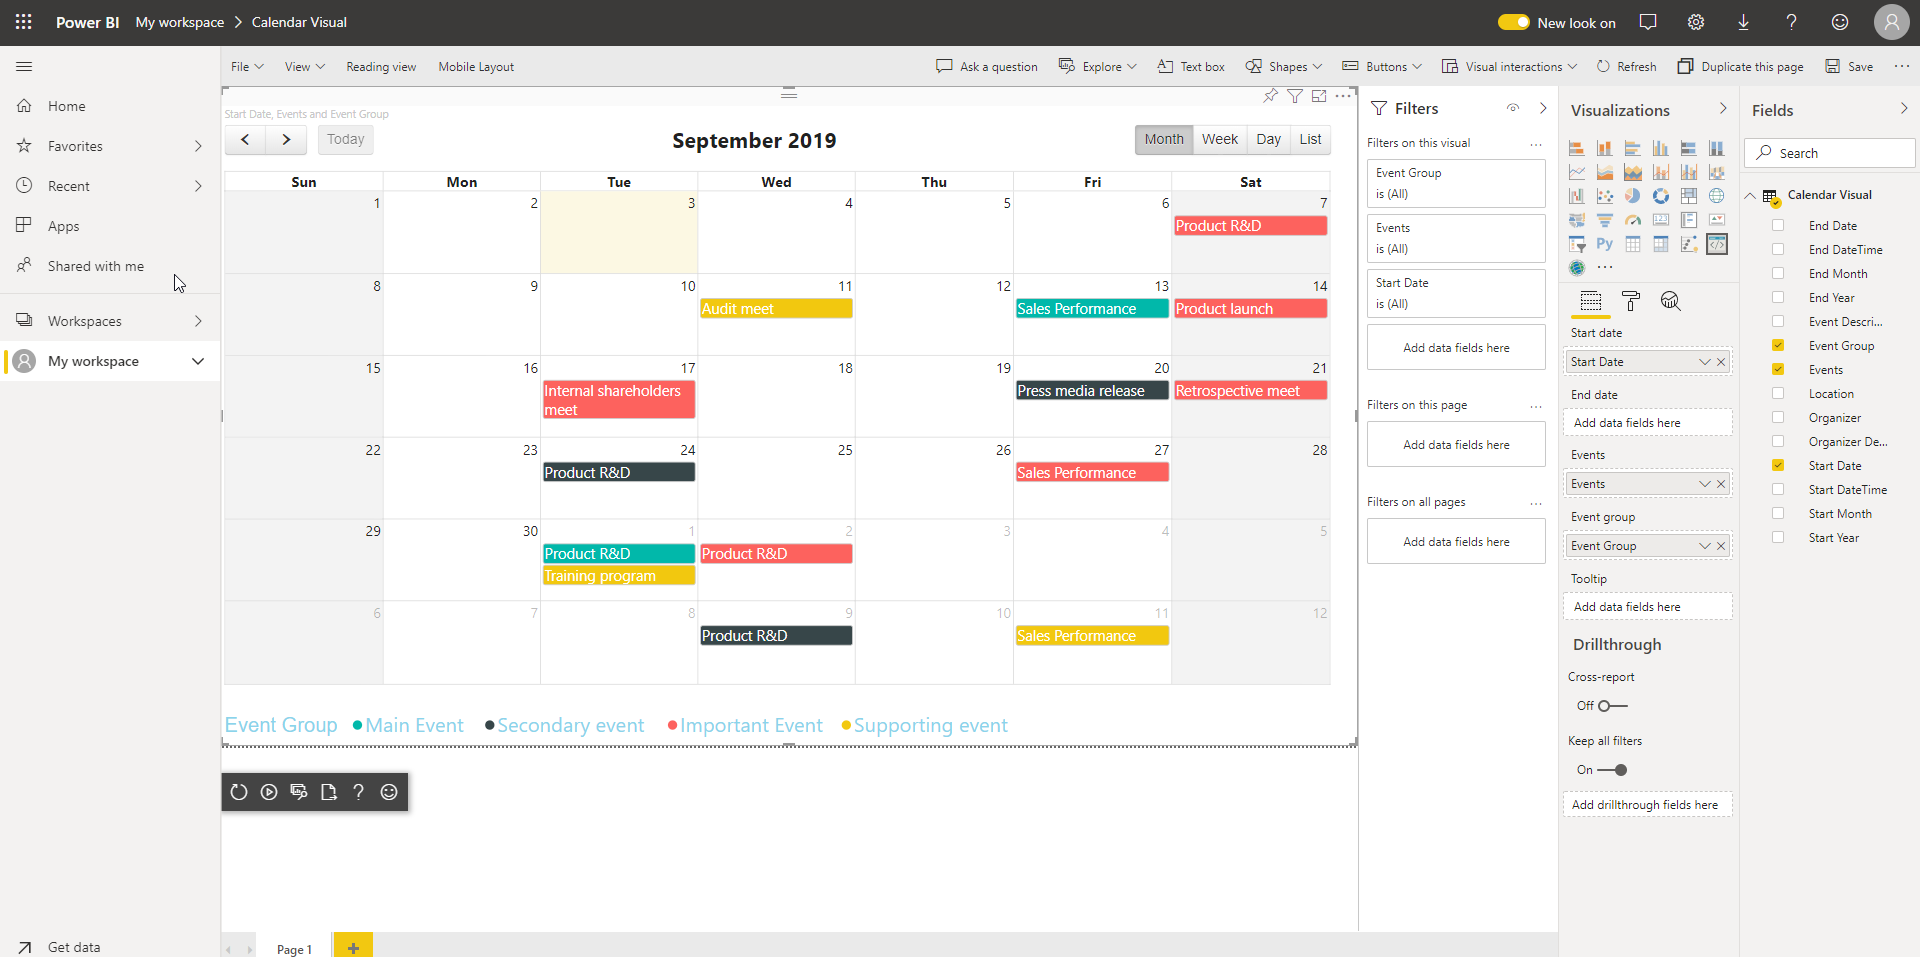 Power BI My workspace > Calendar Visual
New look on
File View Reading view Mobile Layout
Ask a question Explore Text box Shapes Buttons Visual interactions Refresh Duplicate this page Save ...
Home
Favorites
Recent
Apps
Shared with me
Workspaces
My workspace
Get data
Start Date, Events and Event Group
Today
September 2019
Month Week Day List
Sun Mon Tue Wed Thu Fri Sat
1 2 3 4 5 6 7
Product R&D
8 9 10 11 12 13 14
Audit meet Sales Performance Product launch
15 16 17 18 19 20 21
Internal shareholders Press media release Retrospective meet
meet
22 23 24 25 26 27 28
Product R&D Sales Performance
29 30 1 2 3 4 5
Product R&D Product R&D
Training program
6 7 8 9 10 11 12
Product R&D Sales Performance
Event Group Main Event Secondary event Important Event Supporting event
Page 1 +
Filters
Filters on this visual ...
Event Group
is (All)
Events
is (All)
Start Date
is (All)
Add data fields here
Filters on this page ...
Add data fields here
Filters on all pages ...
Add data fields here
Visualizations
123
Py
...
Start date
Start Date
End date
Add data fields here
Events
Events
Event group
Event Group
Tooltip
Add data fields here
Drillthrough
Cross-report
Off
Keep all filters
On
Add drillthrough fields here
Fields
Search
Calendar Visual
End Date
End DateTime
End Month
End Year
Event Descri...
Event Group
Events
Location
Organizer
Organizer De...
Start Date
Start DateTime
Start Month
Start Year